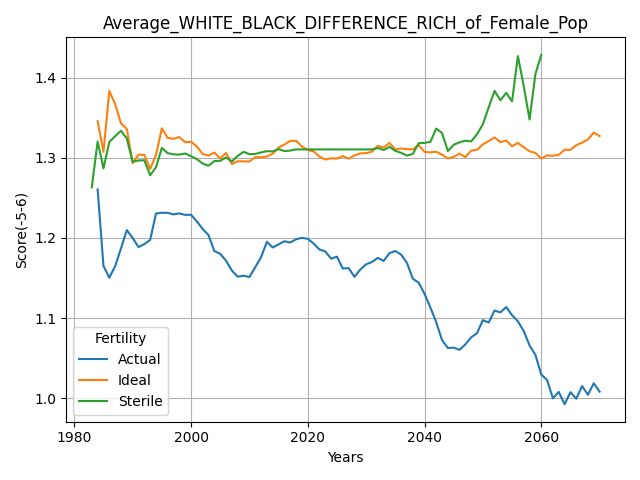 Average_WHITE_BLACK_DIFFERENCE_RICH_of_Female_Pop
Score(-5-6)
1.4
1.3
1.2
1.1
1.0
Fertility
Actual
Ideal
Sterile
1980
2000
2020
2040
2060
Years